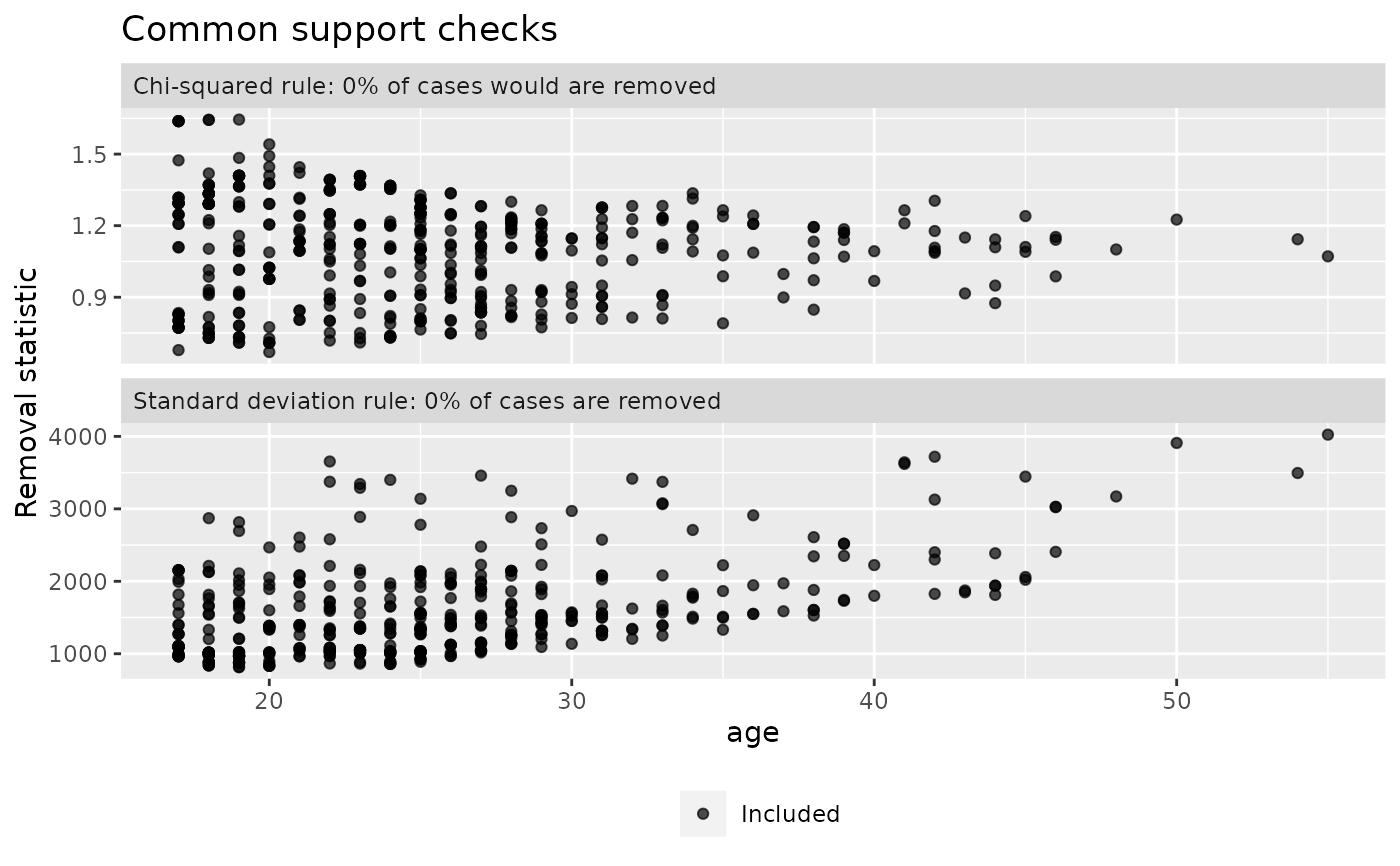 Common support checks
Chi-squared rule: 0% of cases would are removed
1.5
1.2
0.9
Removal statistic
Standard deviation rule: 0% of cases are removed
4000
3000
2000
1000
20 30 40 50
age
Included